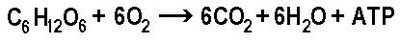 C₆H₁₂O₆ + 6O₂ ⟶ 6CO₂ + 6H₂O + ATP